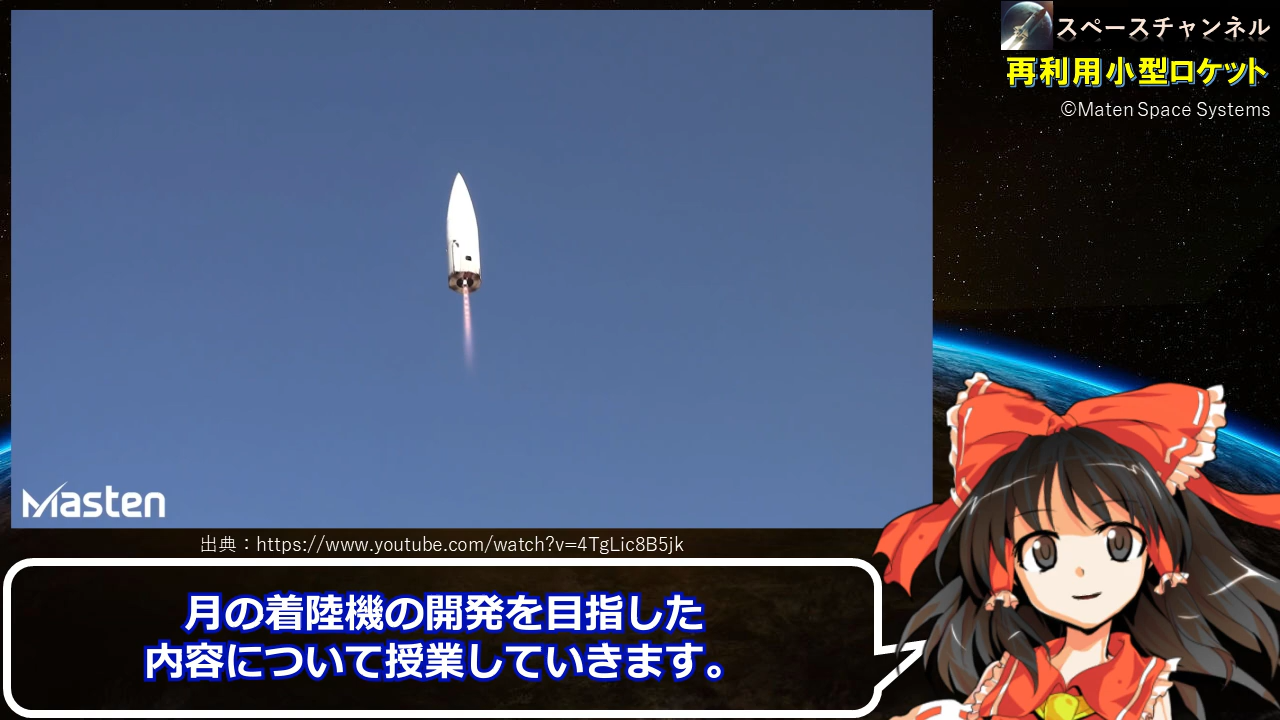 スペースチャンネル
再利用小型ロケット
©Maten Space Systems
Masten
出典：https://www.youtube.com/watch?v=4TgLic8B5jk
月の着陸機の開発を目指した
内容について授業していきます。